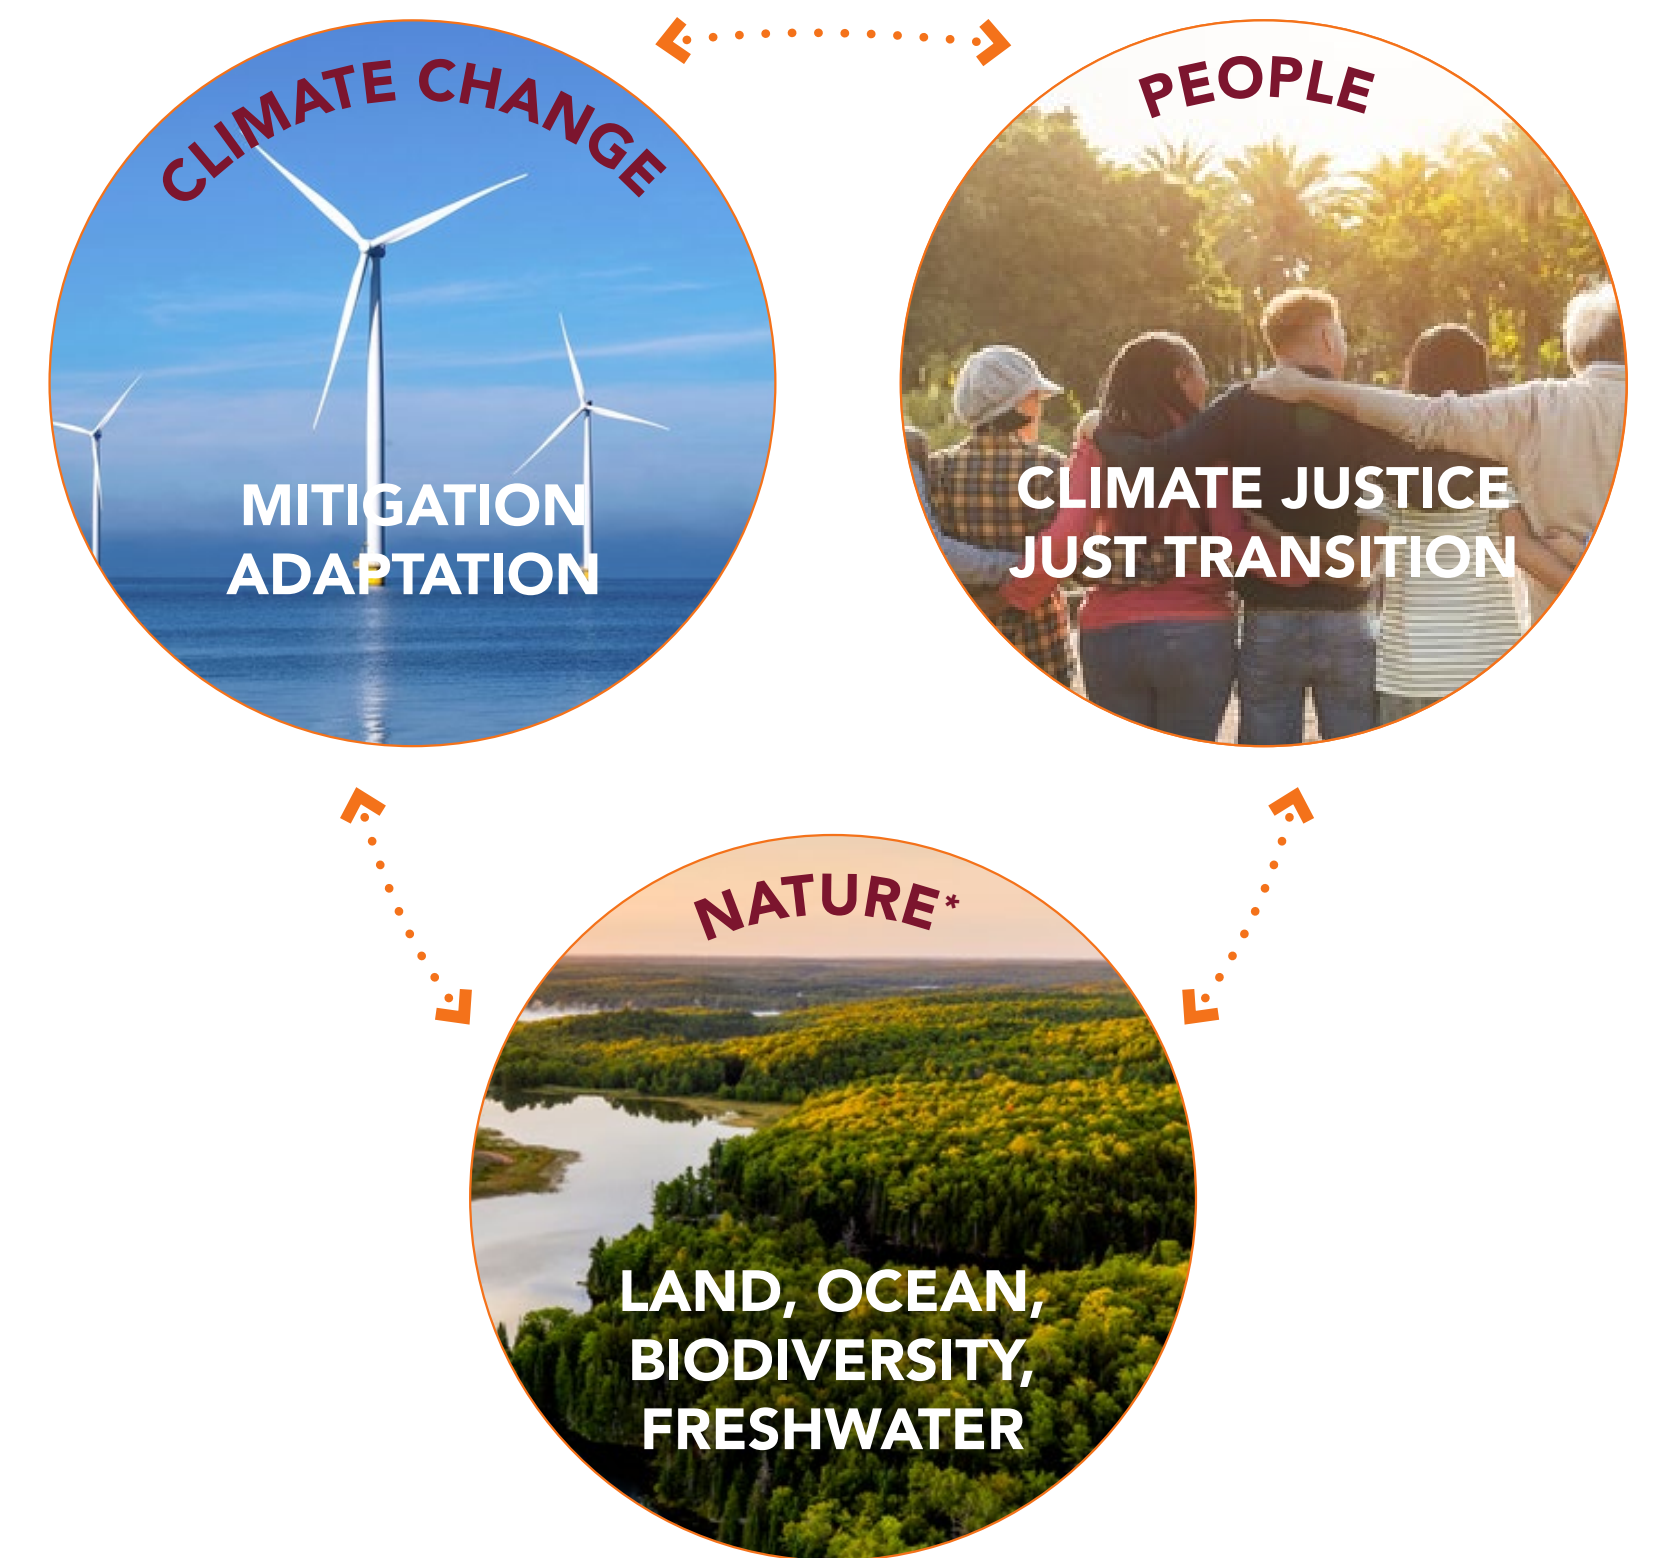 CLIMATE CHANGE
MITIGATION
ADAPTATION
PEOPLE
CLIMATE JUSTICE
JUST TRANSITION
NATURE*
LAND, OCEAN,
BIODIVERSITY,
FRESHWATER